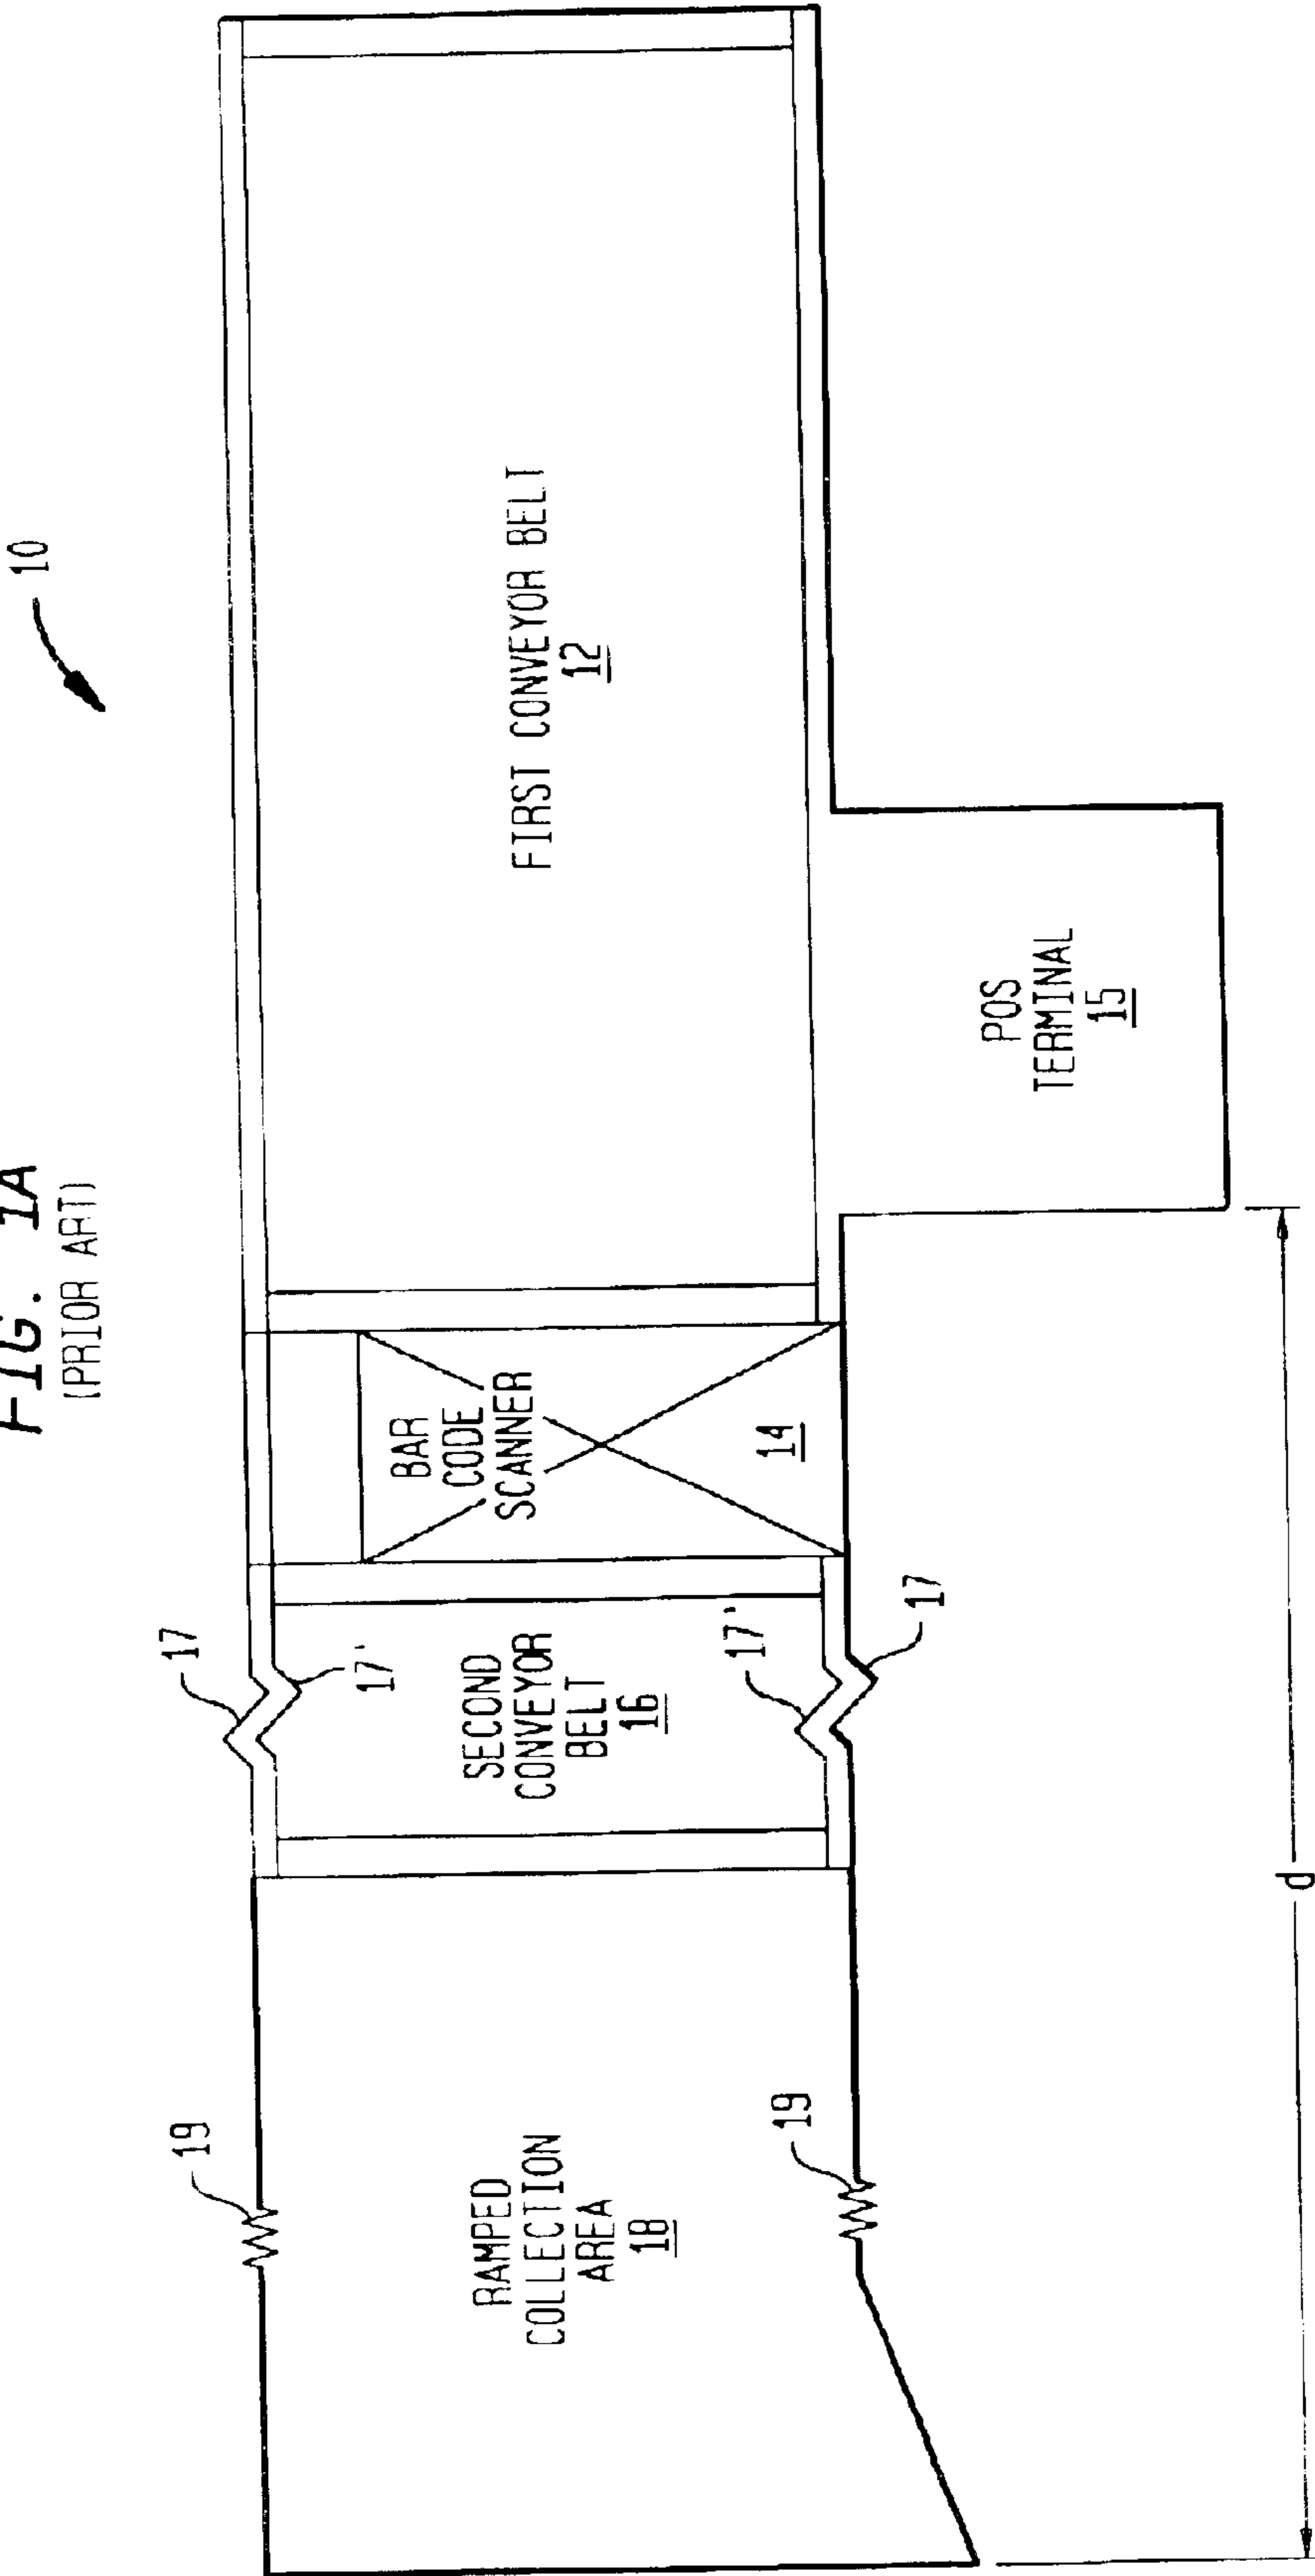 FIG. 1A
(PRIOR ART)
10
17
17'
19
RAMPED
COLLECTION
AREA
18
SECOND
CONVEYOR
BELT
16
BAR
CODE
SCANNER
14
FIRST CONVEYOR BELT
12
19
17'
17
POS
TERMINAL
15
d